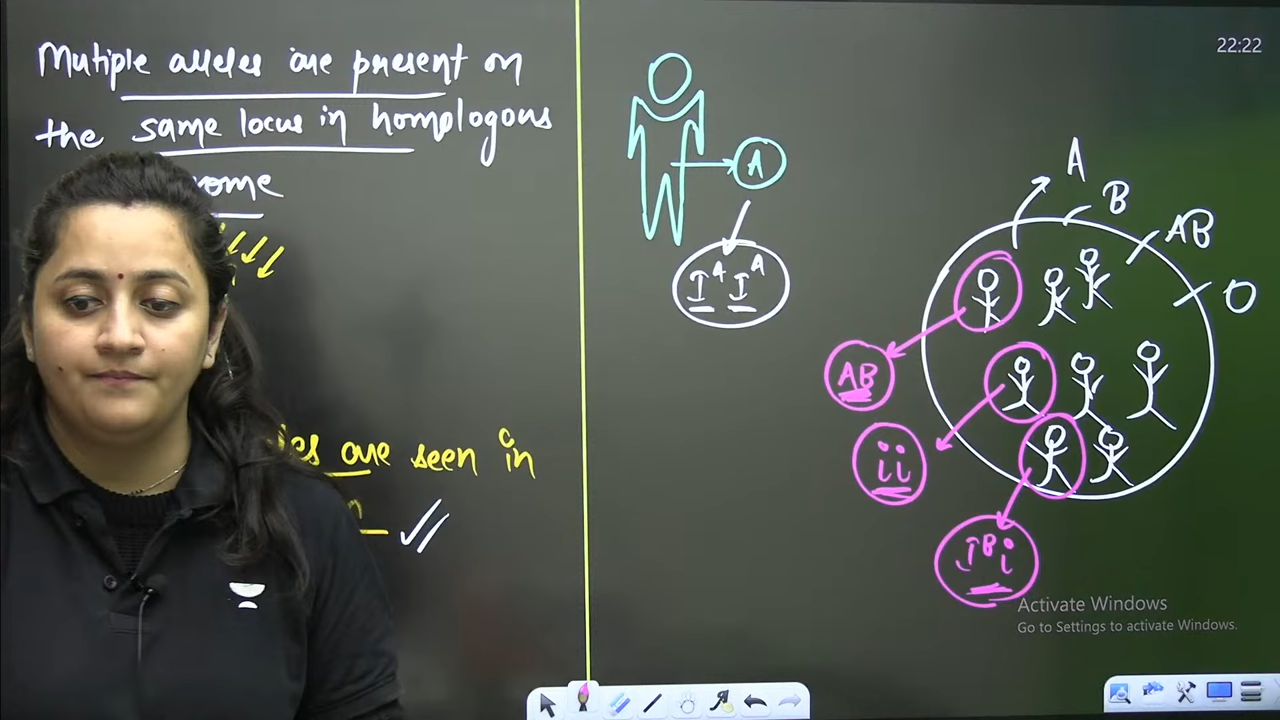 Mutiple alleles are present on
the same locus in homologous
ome
es are seen in
A
I^A I^A
A
B
AB
O
AB
ii
I^B i
22:22
Activate Windows
Go to Settings to activate Windows.